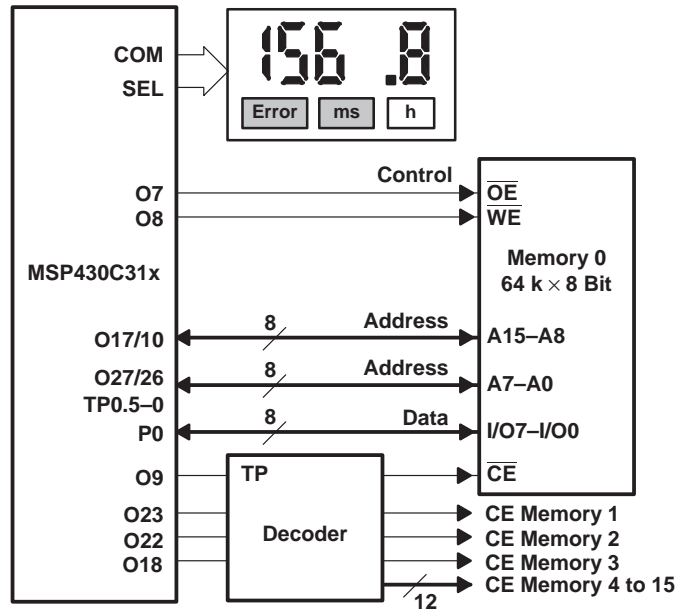 COM
SEL
156 .8
Error ms h
Control
O7
O8
OE
WE
MSP430C31x
Memory 0
64 k × 8 Bit
8 Address
O17/10
A15–A8
8 Address
O27/26
A7–A0
TP0.5–0
8 Data
P0
I/O7–I/O0
O9
TP
CE
O23
CE Memory 1
O22
Decoder
CE Memory 2
O18
CE Memory 3
CE Memory 4 to 15
12